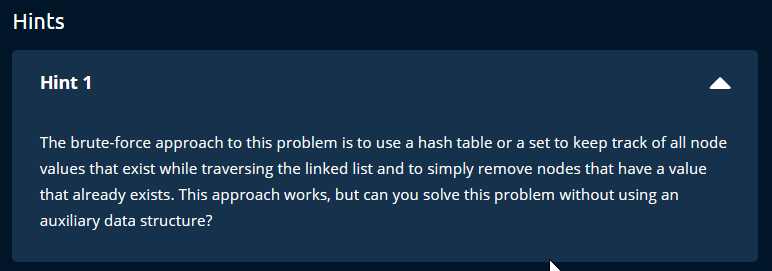 Hints
Hint 1
The brute-force approach to this problem is to use a hash table or a set to keep track of all node
values that exist while traversing the linked list and to simply remove nodes that have a value
that already exists. This approach works, but can you solve this problem without using an
auxiliary data structure?